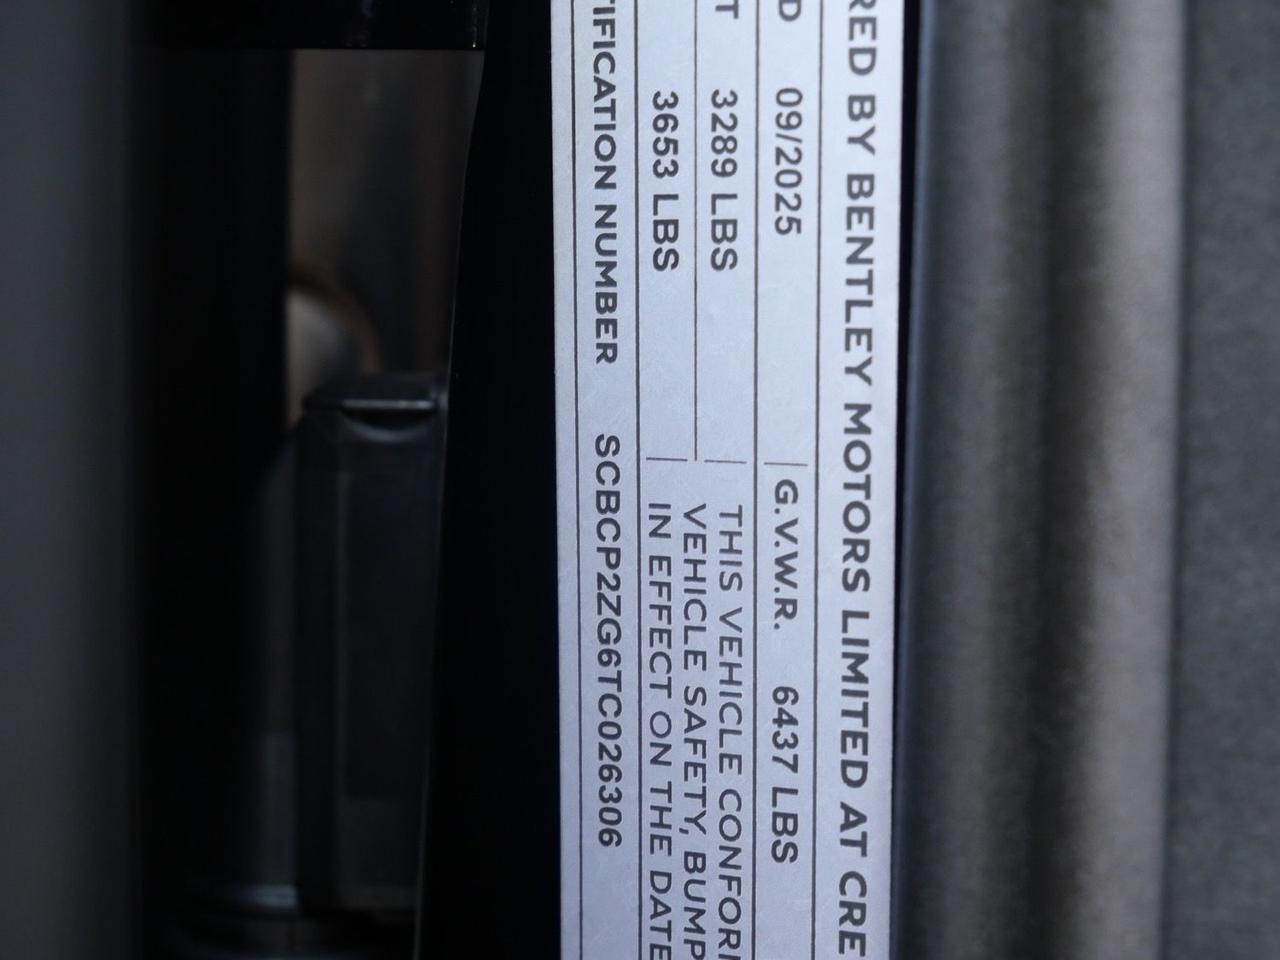 RED BY BENTLEY MOTORS LIMITED AT CRE
D 09/2025 G.V.W.R. 6437 LBS
T 3289 LBS THIS VEHICLE CONFOR
VEHICLE SAFETY, BUMP
3653 LBS IN EFFECT ON THE DATE
TIFICATION NUMBER SCBCP2ZG6TC026306